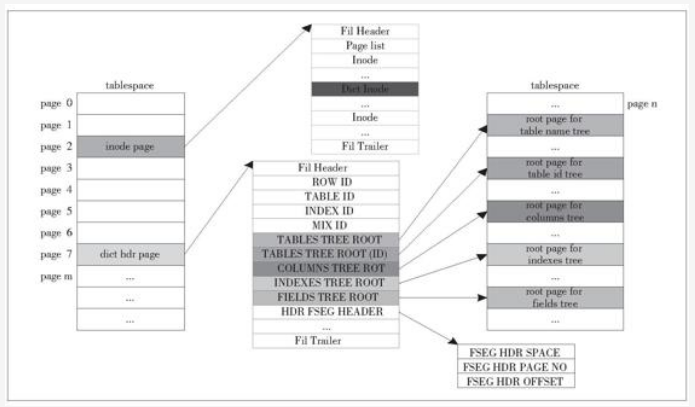 tablespace
page 0
page 1
page 2
inode page
page 3
page 4
page 5
page 6
page 7
dict hdr page
page m
...
...
...
Fil Header
Page list
Inode
...
Dict Inode
...
Inode
...
Fil Trailer
Fil Header
ROW ID
TABLE ID
INDEX ID
MIX ID
TABLES TREE ROOT
TABLES TREE ROOT (ID)
COLUMNS TREE ROT
INDEXES TREE ROOT
FIELDS TREE ROOT
HDR FSEG HEADER
...
Fil Trailer
tablespace
...
page n
root page for
table name tree
...
root page for
table id tree
...
root page for
columns tree
...
root page for
indexes tree
...
root page for
fields tree
...
FSEG HDR SPACE
FSEG HDR PAGE NO
FSEG HDR OFFSET